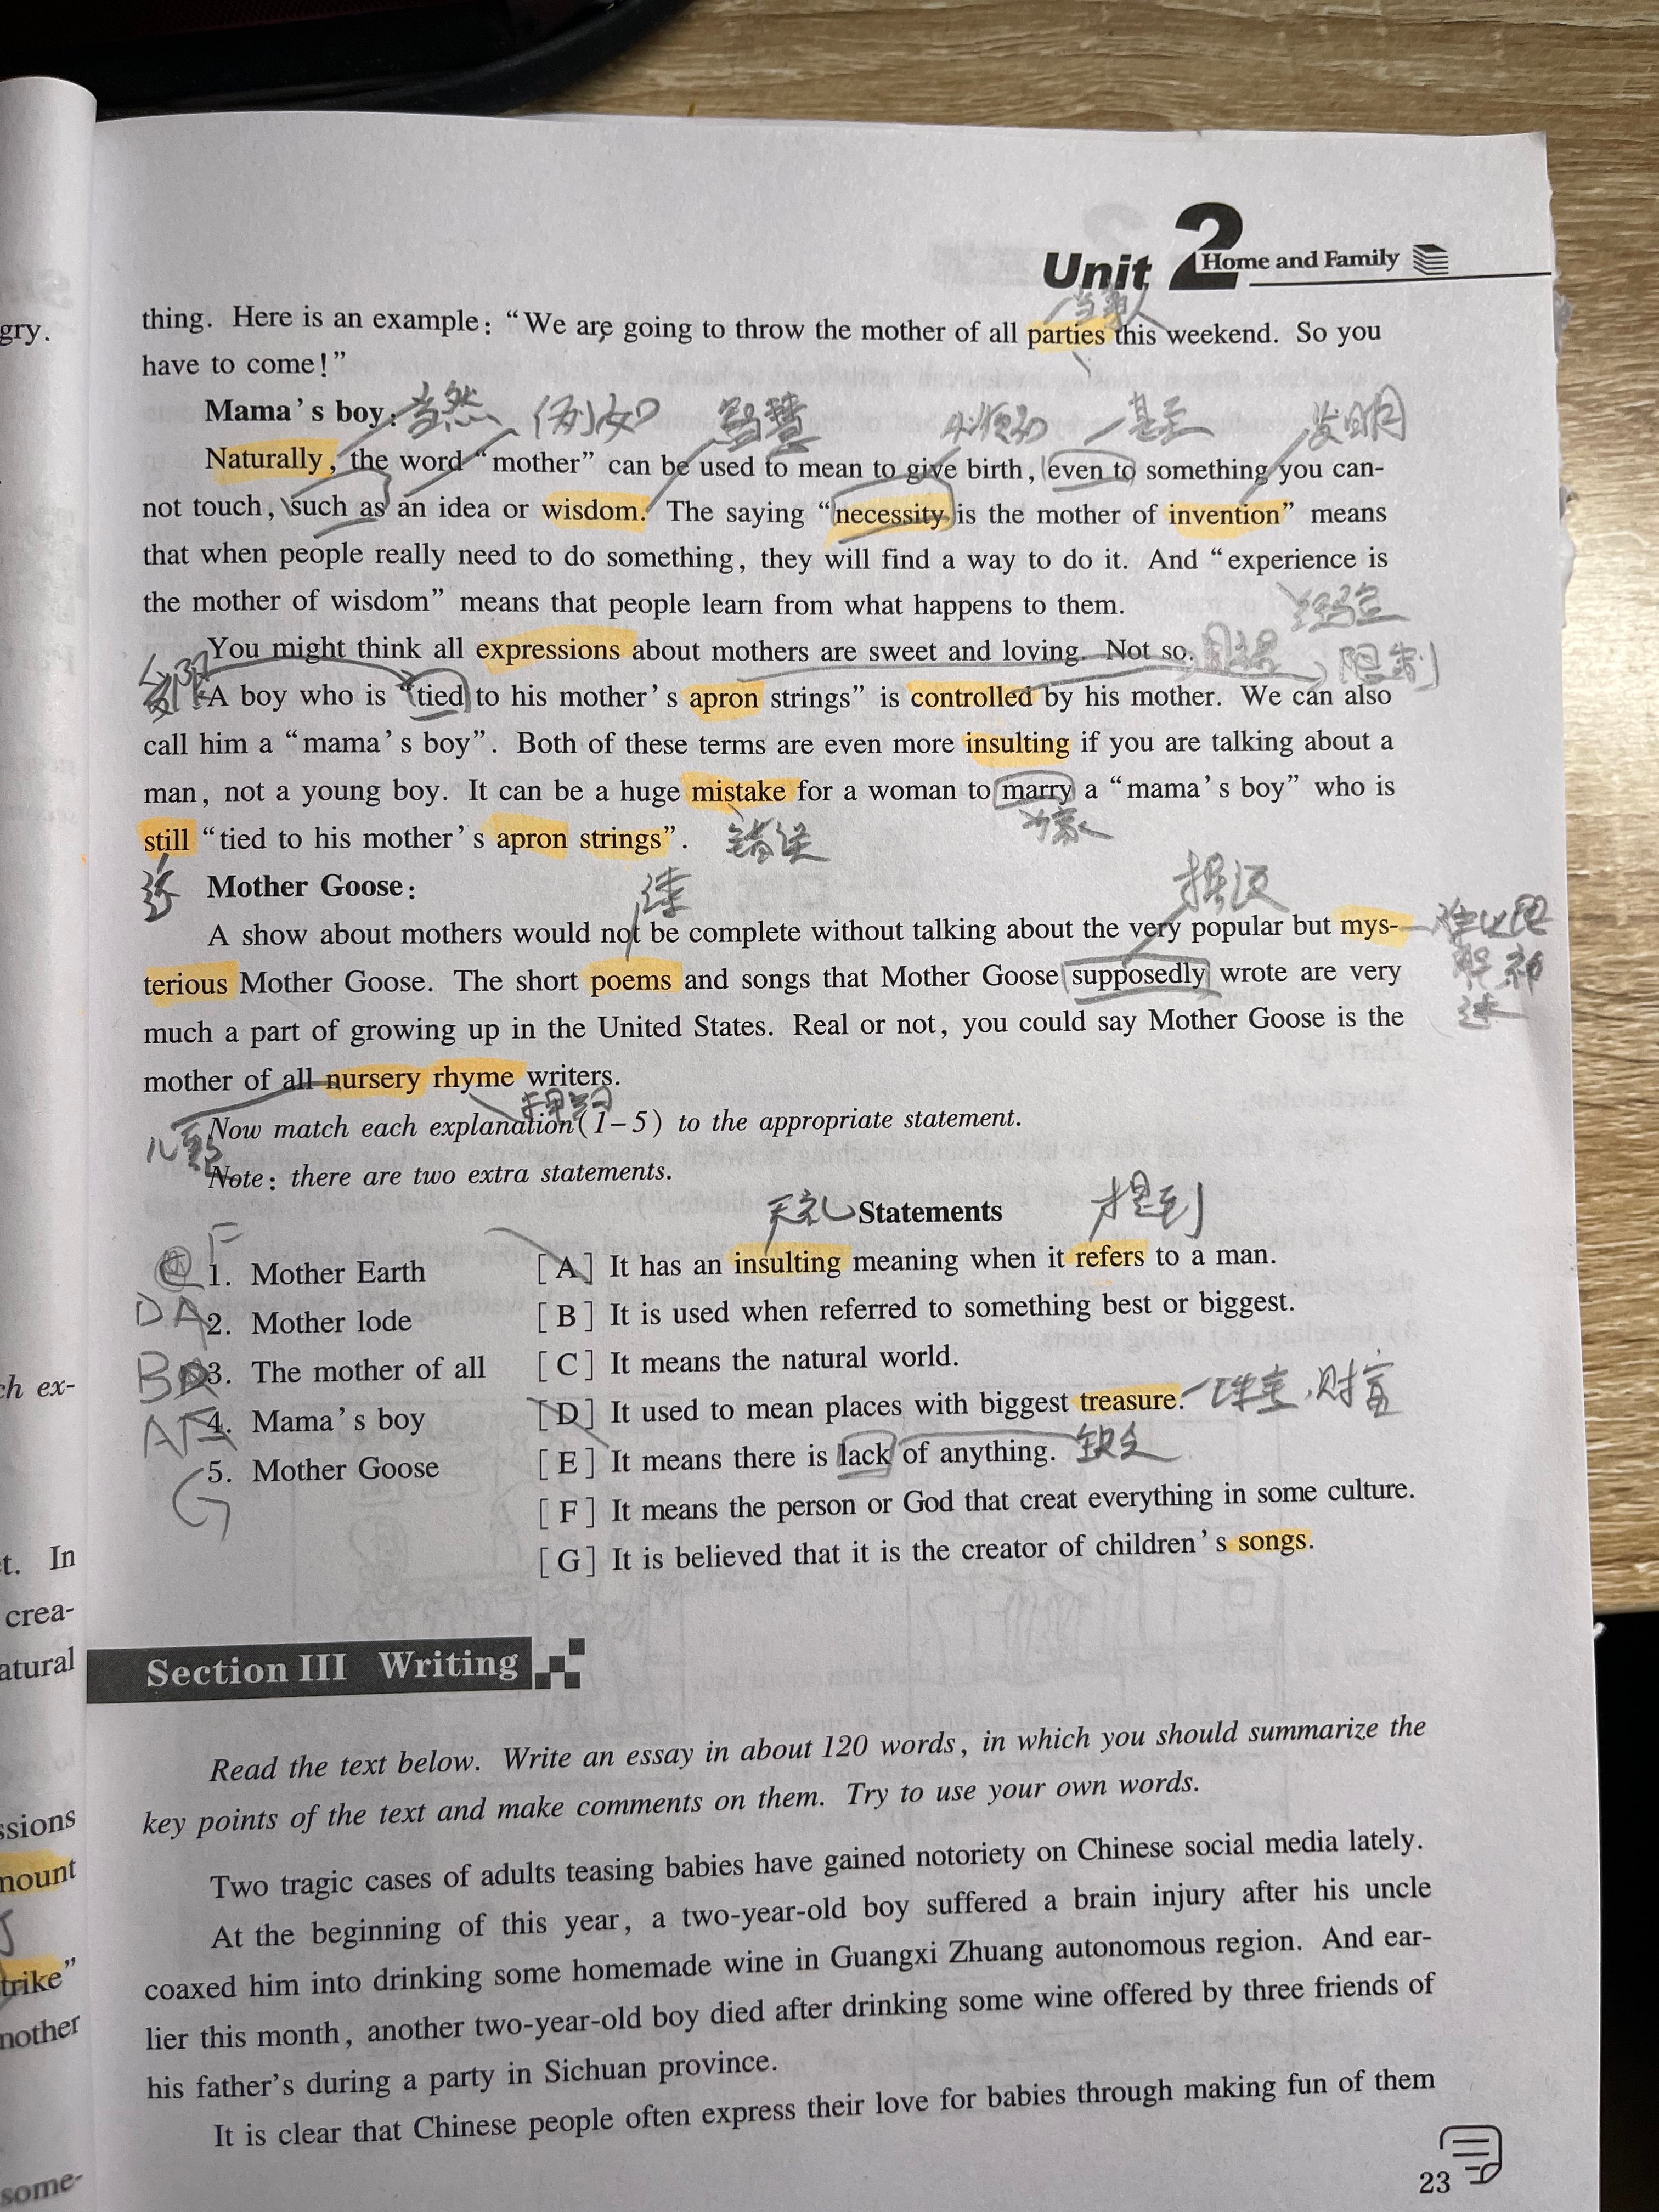 Unit 2 Home and Family
gry.
thing. Here is an example: “We are going to throw the mother of all parties this weekend. So you
have to come!”
Mama's boy: 当然 例如 智慧 甚至 发明
Naturally, the word “mother” can be used to mean to give birth, even to something you can-
not touch, such as an idea or wisdom. The saying “necessity is the mother of invention” means
that when people really need to do something, they will find a way to do it. And “experience is
the mother of wisdom” means that people learn from what happens to them.
You might think all expressions about mothers are sweet and loving. Not so.
A boy who is “tied to his mother's apron strings” is controlled by his mother. We can also
call him a “mama's boy”. Both of these terms are even more insulting if you are talking about a
man, not a young boy. It can be a huge mistake for a woman to marry a “mama's boy” who is
still “tied to his mother's apron strings”.
错误
Mother Goose:
A show about mothers would not be complete without talking about the very popular but mys-
terious Mother Goose. The short poems and songs that Mother Goose supposedly wrote are very
much a part of growing up in the United States. Real or not, you could say Mother Goose is the
mother of all nursery rhyme writers.
Now match each explanation (1-5) to the appropriate statement.
Note: there are two extra statements.
无礼 Statements 提到
F
1. Mother Earth [A] It has an insulting meaning when it refers to a man.
D A 2. Mother lode [B] It is used when referred to something best or biggest.
B 3. The mother of all [C] It means the natural world.
ch ex-
[D] It used to mean places with biggest treasure. 珠宝,财富
A F 4. Mama's boy
[E] It means there is lack of anything. 缺乏
G 5. Mother Goose
[F] It means the person or God that creat everything in some culture.
[G] It is believed that it is the creator of children's songs.
t. In
crea-
atural
Section III Writing
Read the text below. Write an essay in about 120 words, in which you should summarize the
key points of the text and make comments on them. Try to use your own words.
ssions
mount
trike”
mother
some-
Two tragic cases of adults teasing babies have gained notoriety on Chinese social media lately.
At the beginning of this year, a two-year-old boy suffered a brain injury after his uncle
coaxed him into drinking some homemade wine in Guangxi Zhuang autonomous region. And ear-
lier this month, another two-year-old boy died after drinking some wine offered by three friends of
his father's during a party in Sichuan province.
It is clear that Chinese people often express their love for babies through making fun of them
23